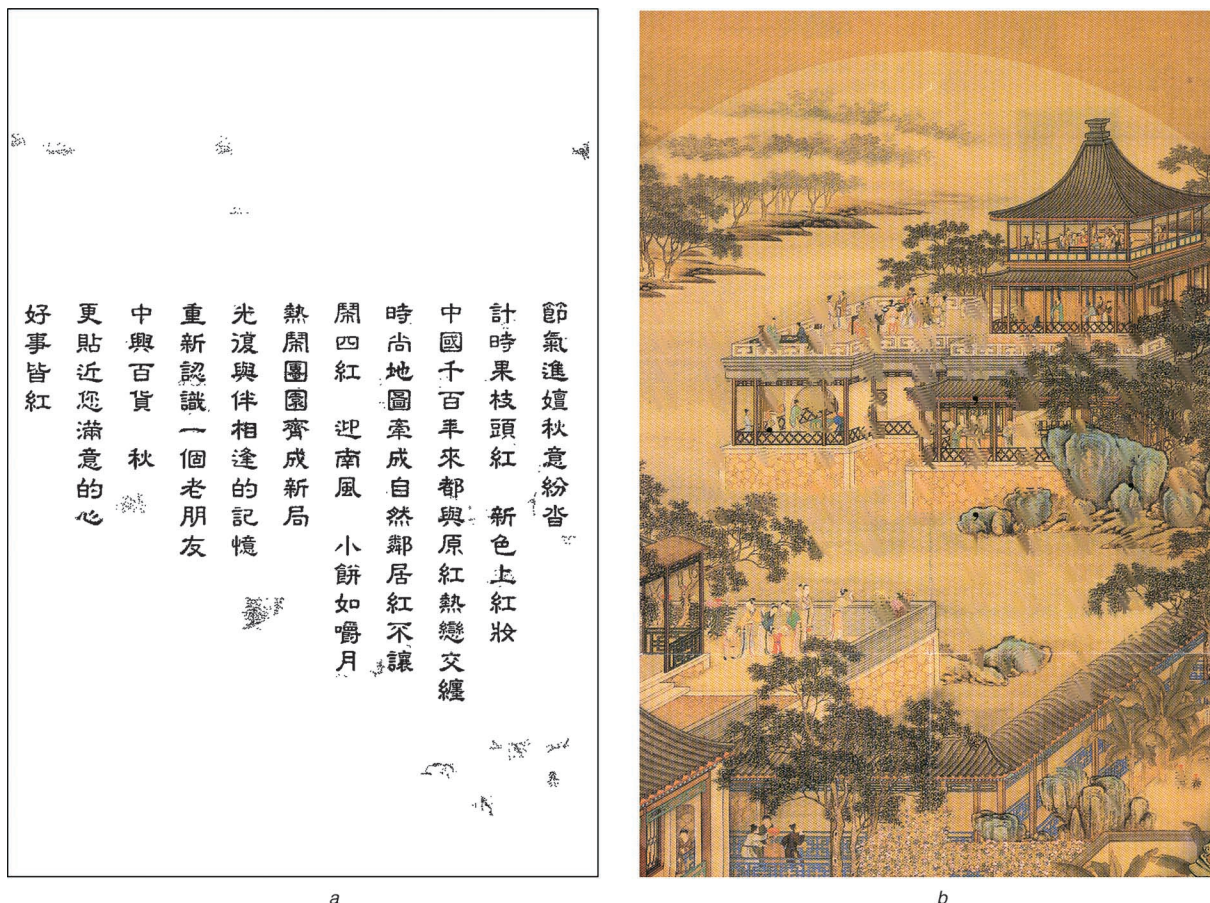 節氣進嬗秋意紛沓
計時果枝頭紅 新色上紅妝
中國千百年來都與原紅熱戀交纏
時尚地圖牽成自然鄰居紅不讓
鬧四紅 迎南風 小餅如嚼月
熱鬧團圓齊成新局
光復與伴相逢的記憶
重新認識一個老朋友
中興百貨 秋
更貼近您滿意的心
好事皆紅
a
b